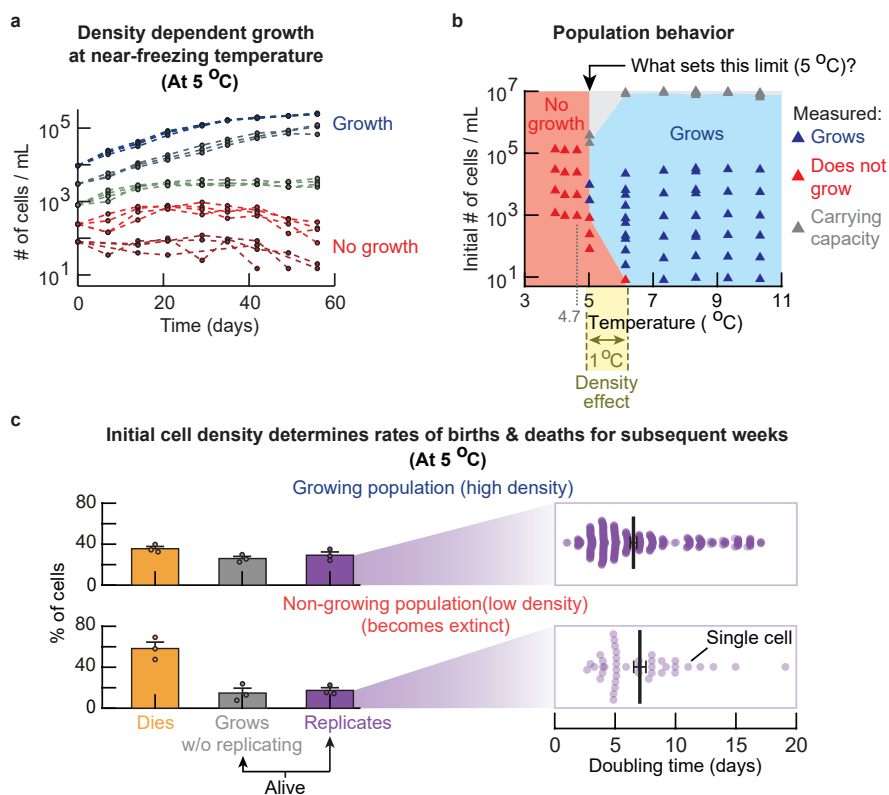 a
Density dependent growth
at near-freezing temperature
(At 5 °C)
# of cells / mL
10^5
10^3
10^1
Growth
No growth
0
20
40
60
Time (days)
b
Population behavior
What sets this limit (5 °C)?
Initial # of cells / mL
10^7
10^5
10^3
10^1
No
growth
Grows
Measured:
Grows
Does not
grow
Carrying
capacity
3
5
7
9
11
4.7
Temperature ( °C)
1 °C
Density
effect
c
Initial cell density determines rates of births & deaths for subsequent weeks
(At 5 °C)
Growing population (high density)
80
40
0
% of cells
Non-growing population(low density)
(becomes extinct)
80
40
0
Single cell
Dies
Grows
w/o replicating
Replicates
Alive
0
5
10
15
20
Doubling time (days)